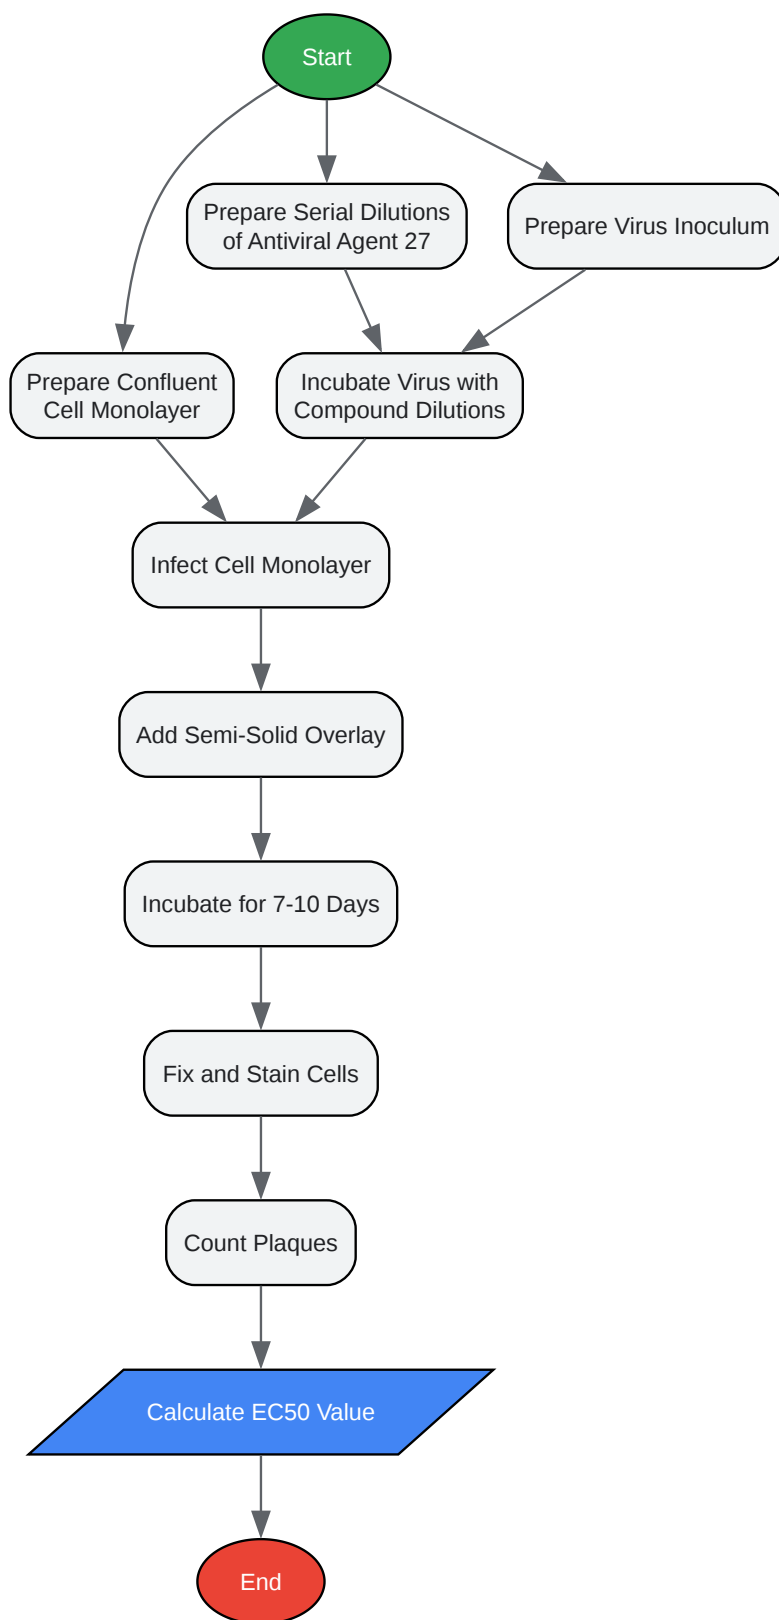 Start
Prepare Serial Dilutions
of Antiviral Agent 27
Prepare Virus Inoculum
Prepare Confluent
Cell Monolayer
Incubate Virus with
Compound Dilutions
Infect Cell Monolayer
Add Semi-Solid Overlay
Incubate for 7-10 Days
Fix and Stain Cells
Count Plaques
Calculate EC50 Value
End